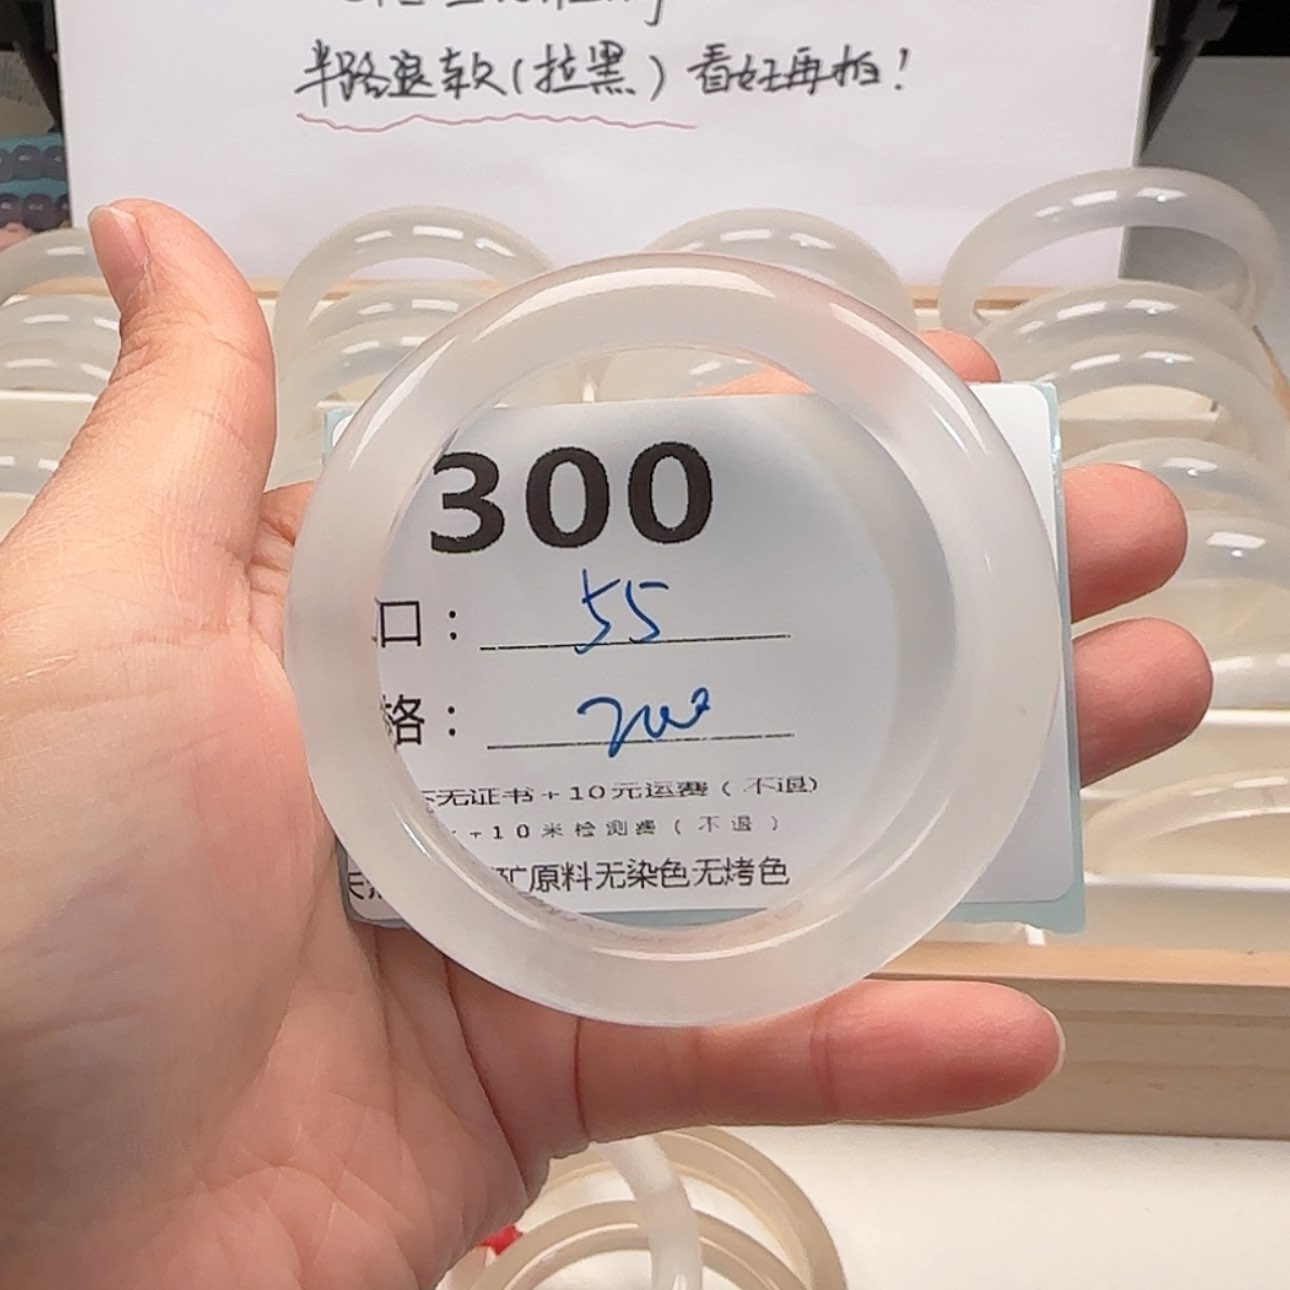 半路退款(拉黑)看好再拍!
300
口：55
格：200
无证书+10元运费(不退)
+10米检测费(不退)
矿原料无染色无烤色